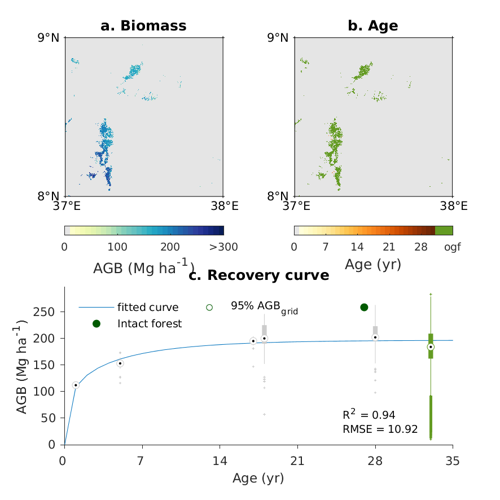 a. Biomass
b. Age
9°N
9°N
8°N
8°N
37°E
38°E
37°E
38°E
0
100
200
>300
0
7
14
21
28
ogf
AGB (Mg ha⁻¹)
Age (yr)
c. Recovery curve
fitted curve
95% AGB_grid
Intact forest
AGB (Mg ha⁻¹)
250
200
150
100
50
0
R² = 0.94
RMSE = 10.92
0
7
14
21
28
35
Age (yr)